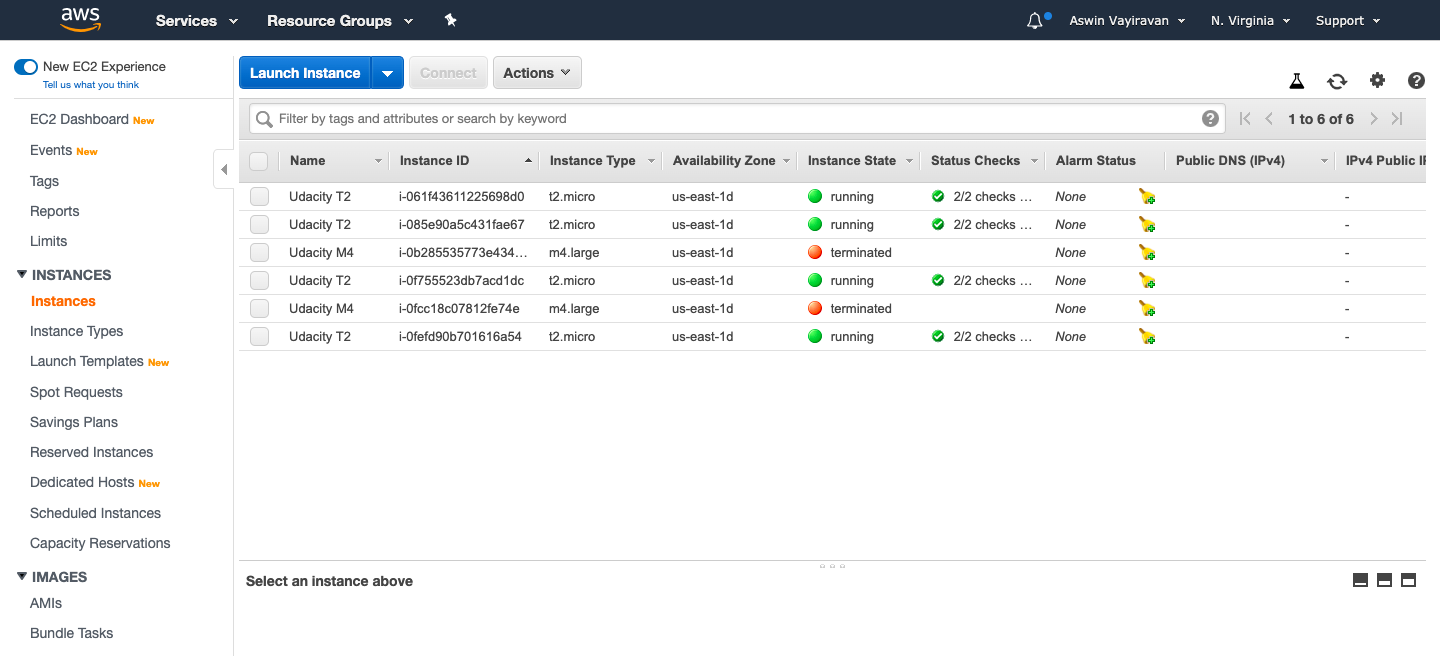 aws Services Resource Groups Aswin Vayiravan N. Virginia Support
New EC2 Experience
Tell us what you think
EC2 Dashboard New
Events New
Tags
Reports
Limits
INSTANCES
Instances
Instance Types
Launch Templates New
Spot Requests
Savings Plans
Reserved Instances
Dedicated Hosts New
Scheduled Instances
Capacity Reservations
IMAGES
AMIs
Bundle Tasks
Launch Instance Connect Actions
Filter by tags and attributes or search by keyword ? 1 to 6 of 6
Name Instance ID Instance Type Availability Zone Instance State Status Checks Alarm Status Public DNS (IPv4) IPv4 Public IP
Udacity T2 i-061f43611225698d0 t2.micro us-east-1d running 2/2 checks … None -
Udacity T2 i-085e90a5c431fae67 t2.micro us-east-1d running 2/2 checks … None -
Udacity M4 i-0b285535773e434… m4.large us-east-1d terminated None -
Udacity T2 i-0f755523db7acd1dc t2.micro us-east-1d running 2/2 checks … None -
Udacity M4 i-0fcc18c07812fe74e m4.large us-east-1d terminated None -
Udacity T2 i-0fefd90b701616a54 t2.micro us-east-1d running 2/2 checks … None -
Select an instance above